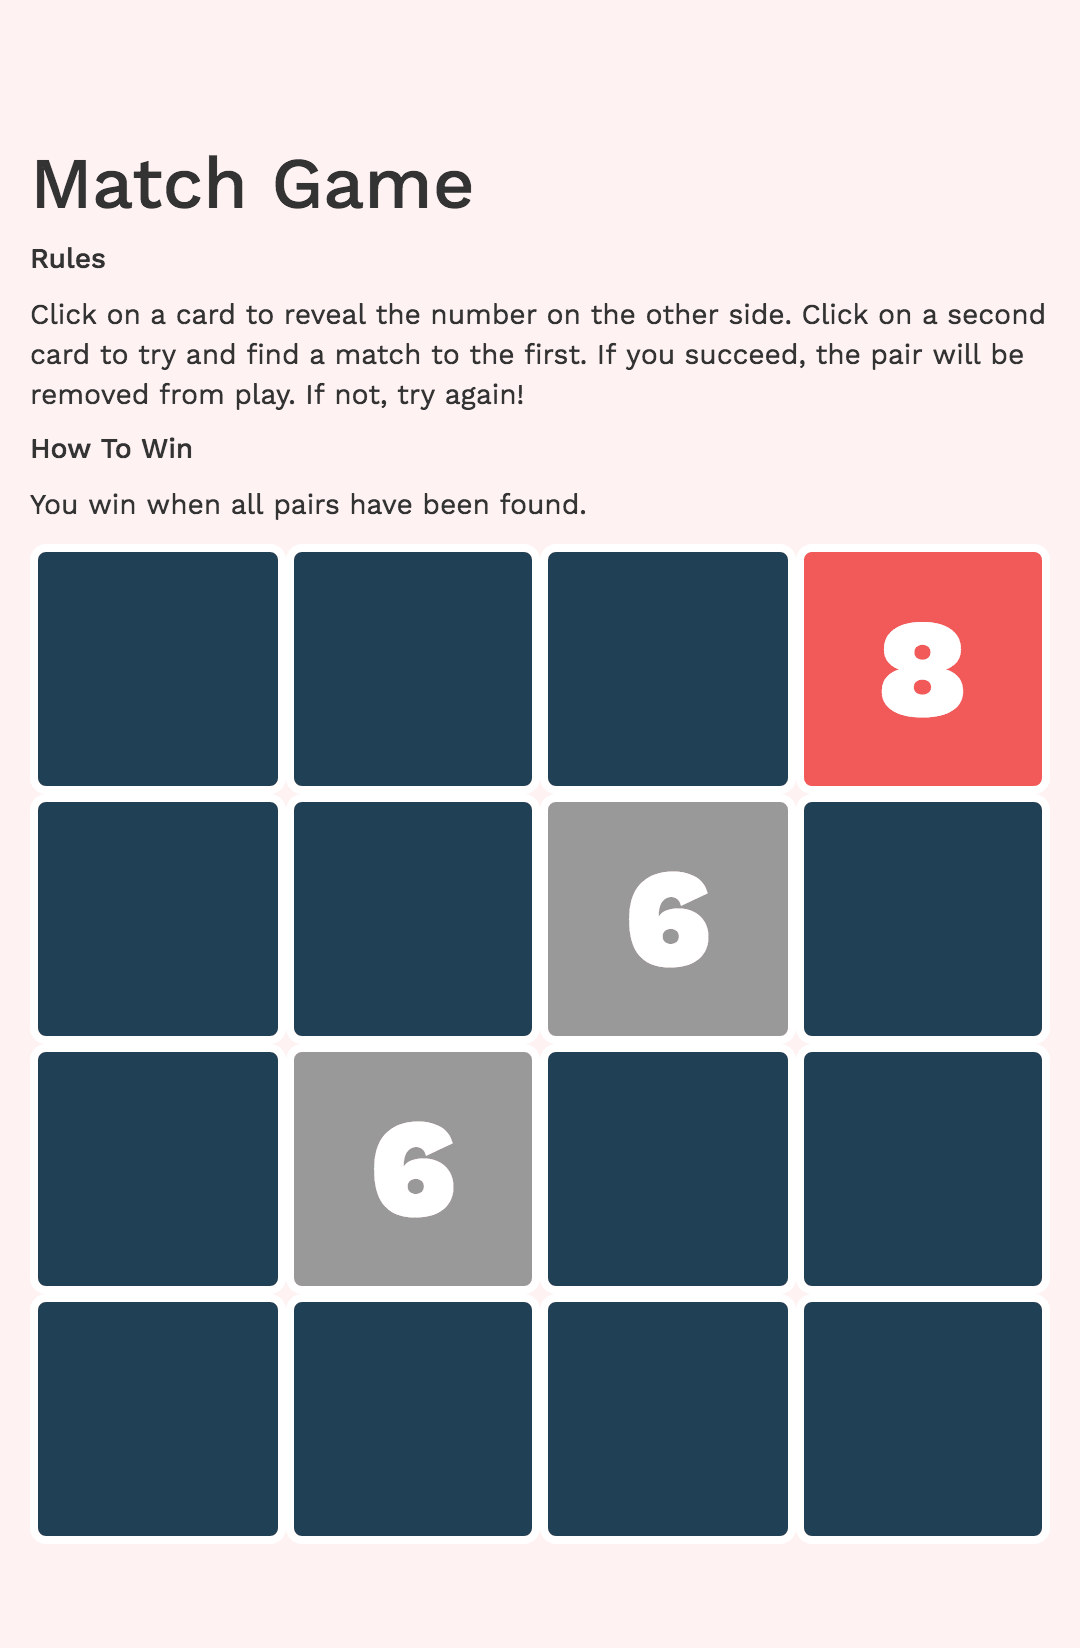 Match Game
Rules
Click on a card to reveal the number on the other side. Click on a second
card to try and find a match to the first. If you succeed, the pair will be
removed from play. If not, try again!
How To Win
You win when all pairs have been found.
8
6
6